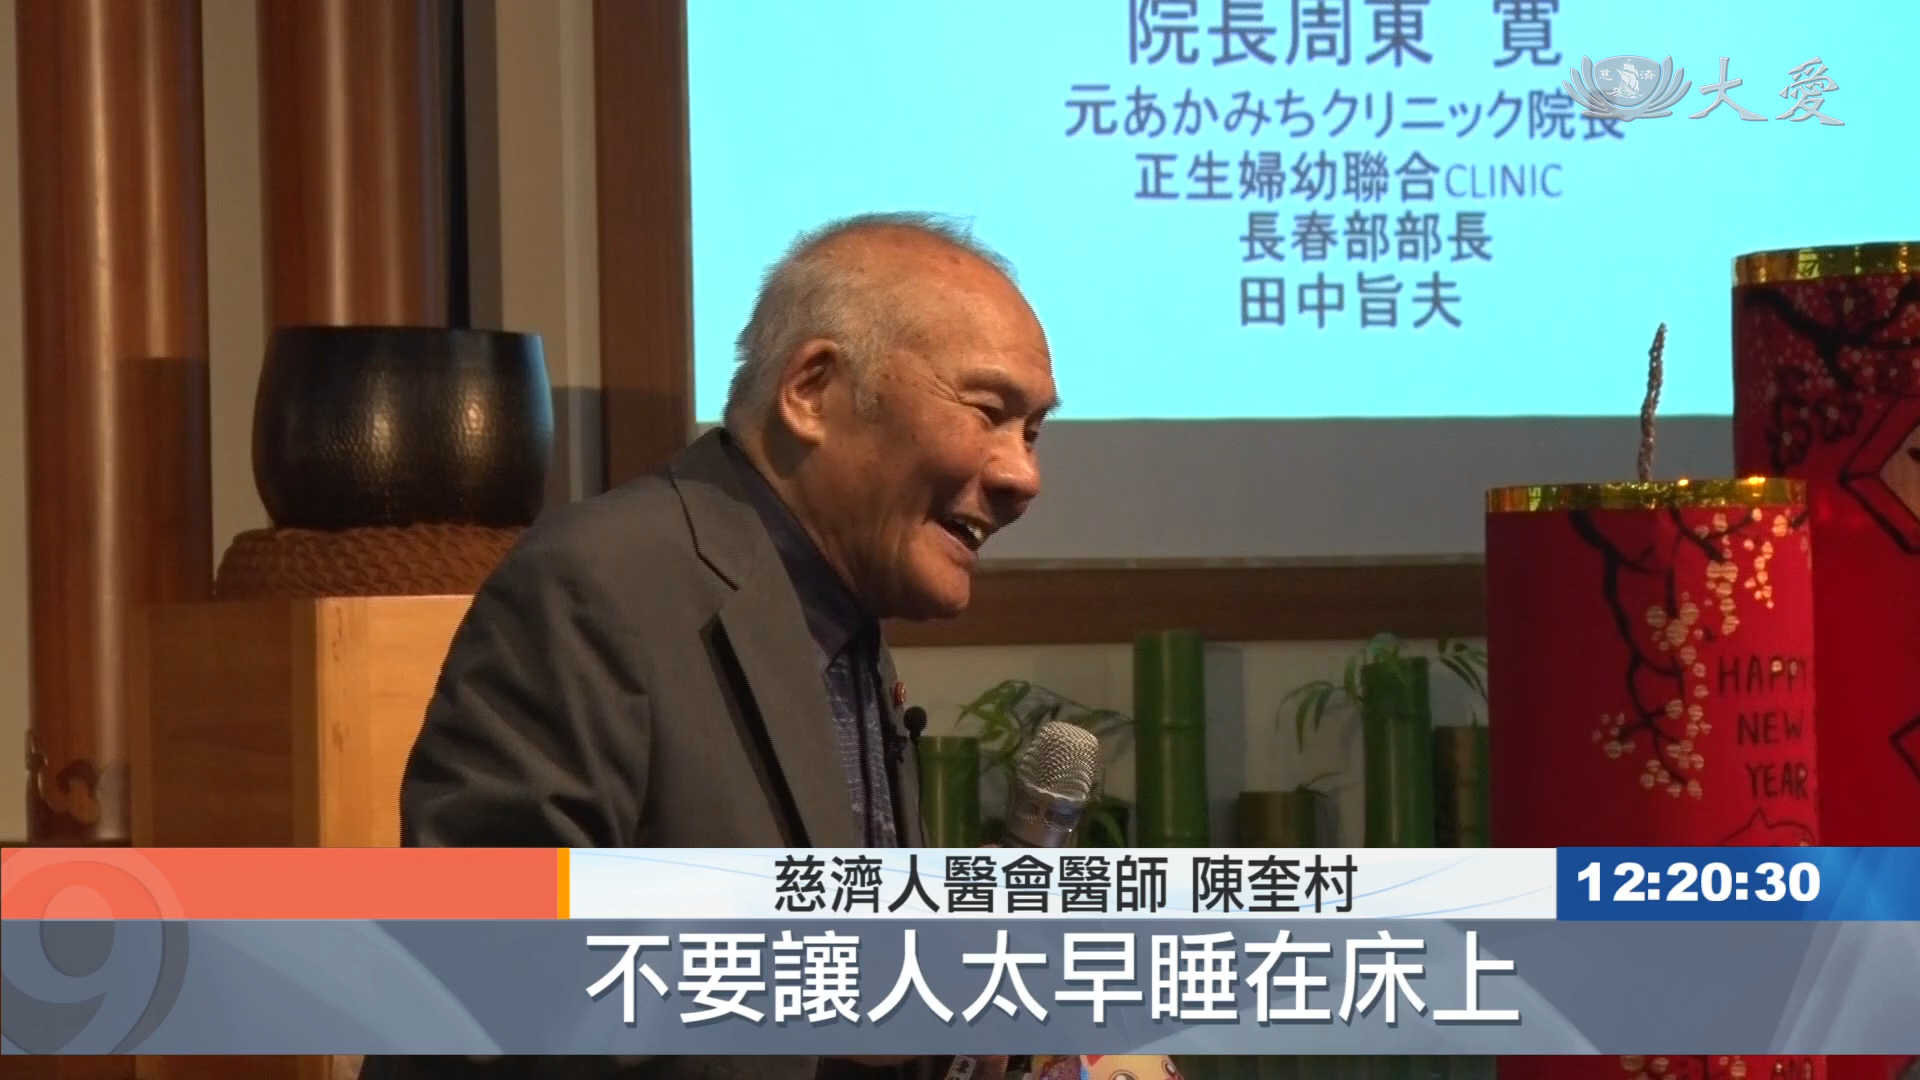 院長周東 寛
元あかみちクリニック院長
正生婦幼聯合CLINIC
長春部部長
田中旨夫
慈濟
大愛
HAPPY
NEW
YEAR
慈濟人醫會醫師 陳奎村
12:20:30
不要讓人太早睡在床上